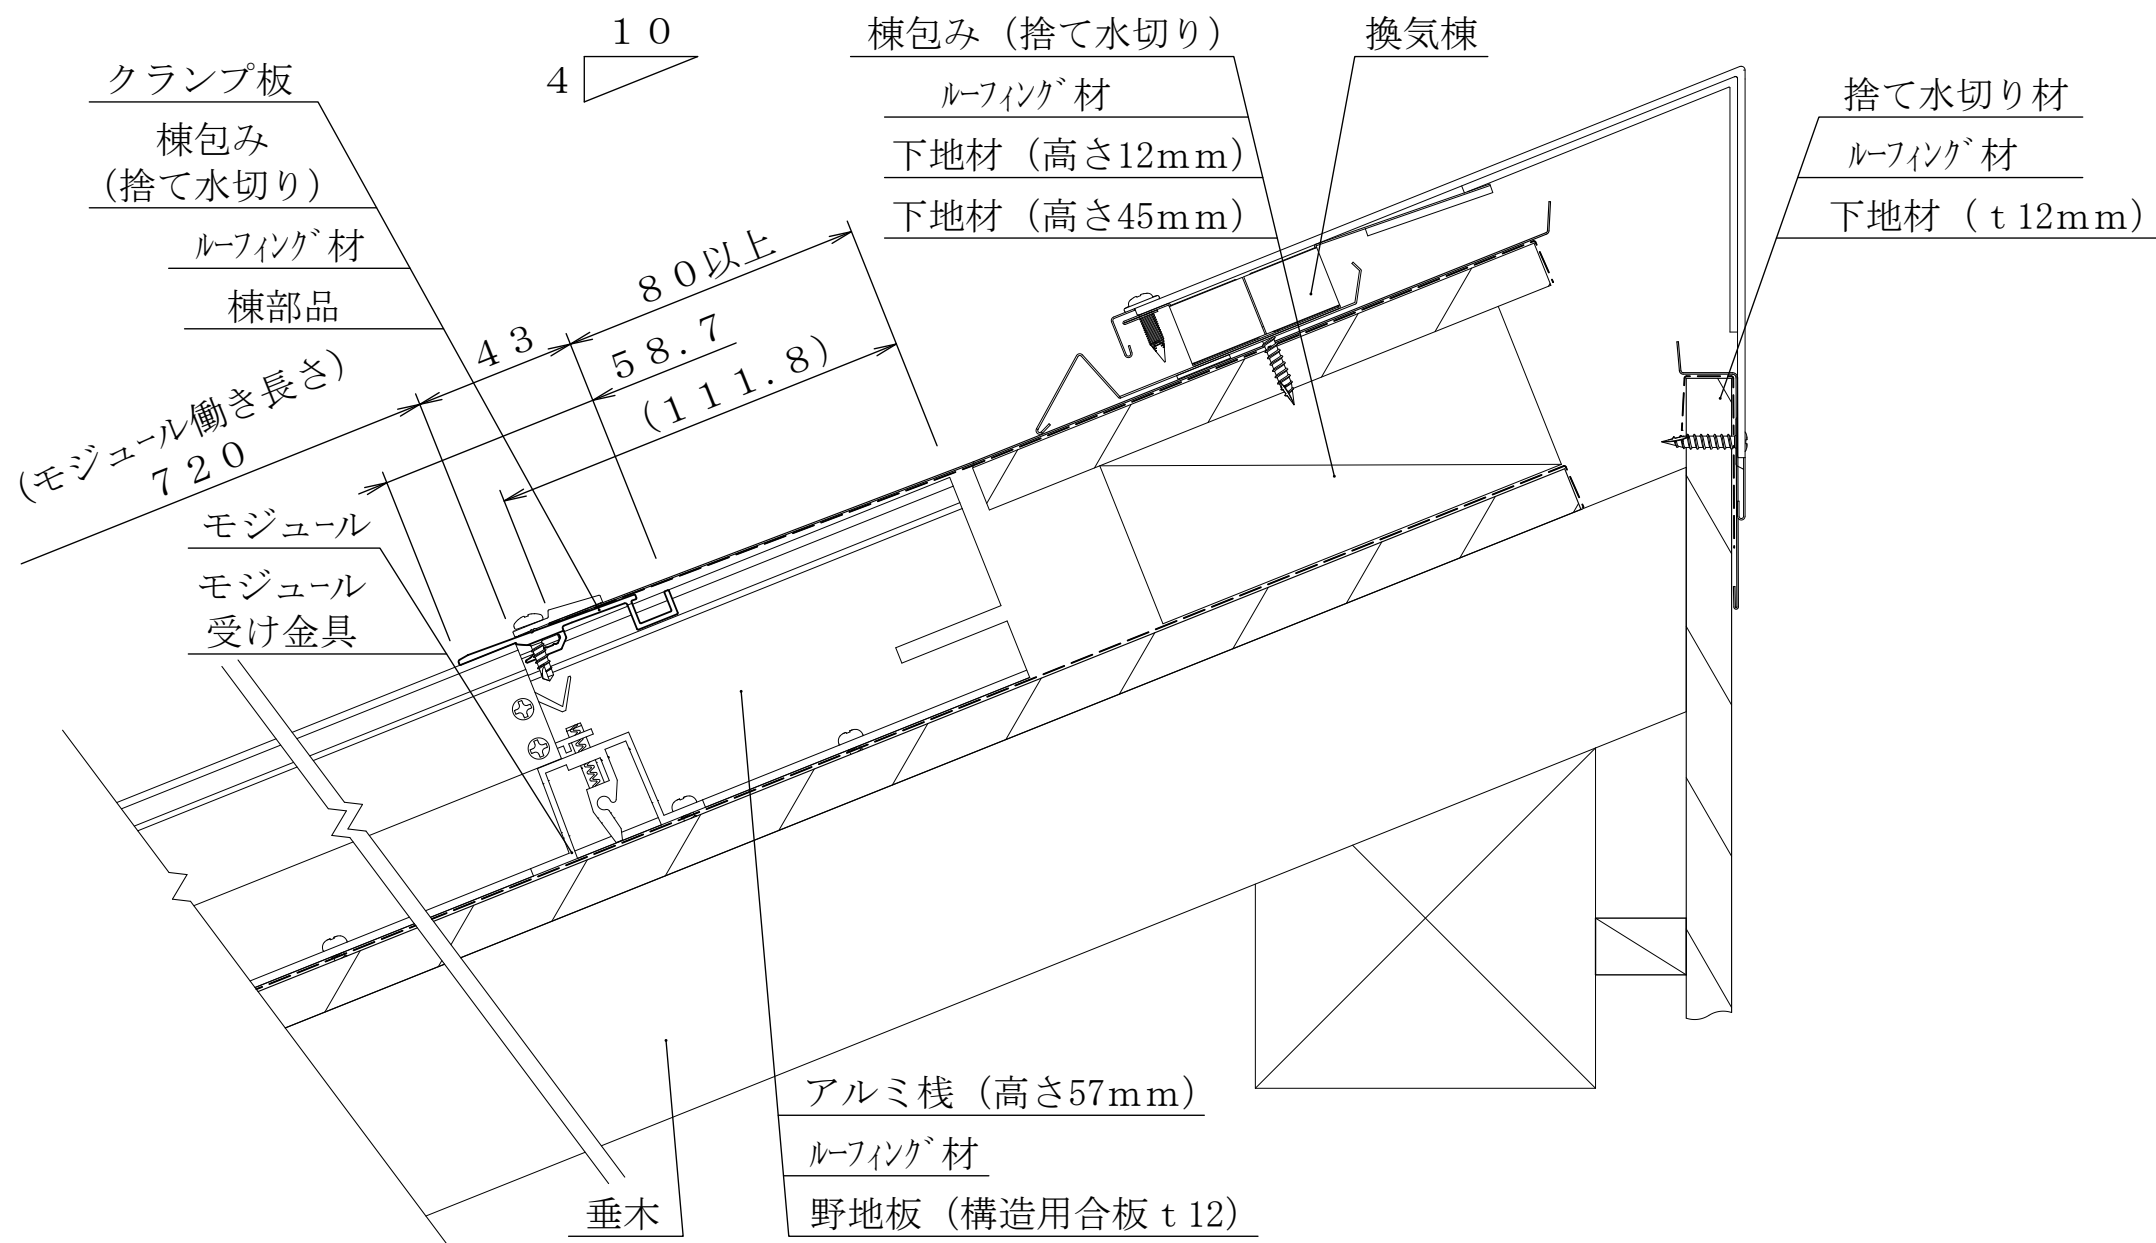 １０
4
クランプ板
棟包み
（捨て水切り）
ﾙｰﾌｨﾝｸﾞ材
棟部品
棟包み（捨て水切り）
ﾙｰﾌｨﾝｸﾞ材
下地材（高さ12ｍｍ）
下地材（高さ45ｍｍ）
換気棟
捨て水切り材
ﾙｰﾌｨﾝｸﾞ材
下地材（ｔ12ｍｍ）
８０以上
４３
５８.７
（１１１.８）
（モジュール働き長さ）
７２０
モジュール
モジュール
受け金具
アルミ桟（高さ57ｍｍ）
ﾙｰﾌｨﾝｸﾞ材
野地板（構造用合板ｔ12）
垂木